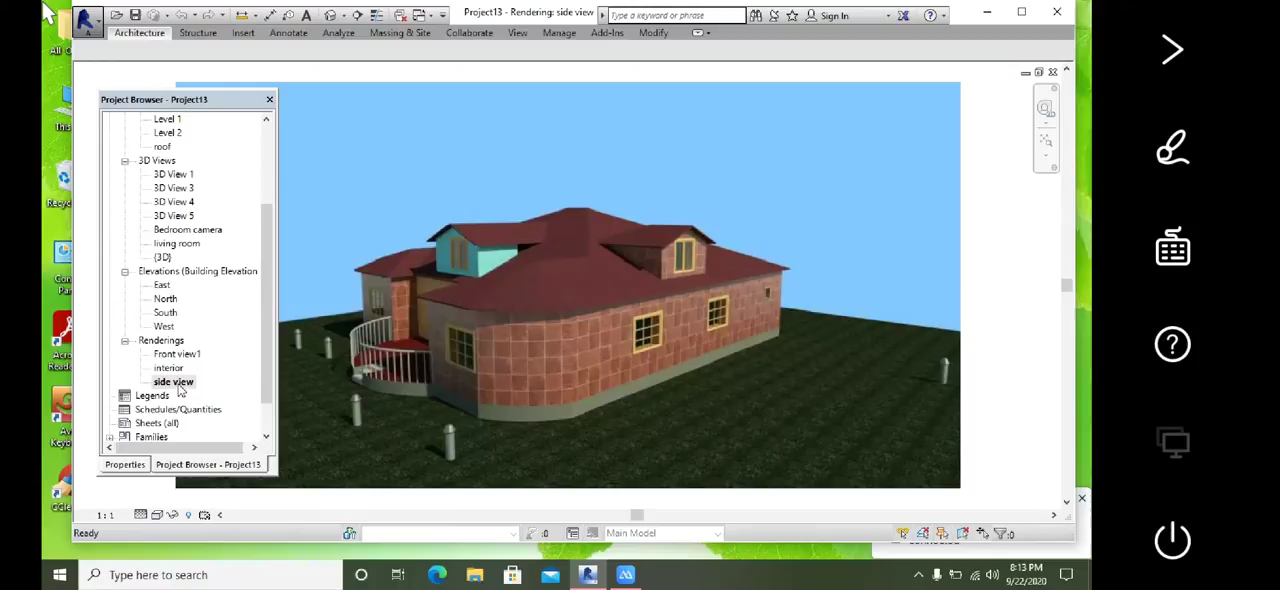 Project13 - Rendering: side view
Type a keyword or phrase
Sign In
Architecture Structure Insert Annotate Analyze Massing & Site Collaborate View Manage Add-Ins Modify
Project Browser - Project13
Level 1
Level 2
roof
3D Views
3D View 1
3D View 3
3D View 4
3D View 5
Bedroom camera
living room
{3D}
Elevations (Building Elevation
East
North
South
West
Renderings
Front view1
interior
side view
Legends
Schedules/Quantities
Sheets (all)
Families
Properties
Project Browser - Project13
1 : 1
Ready
:0
Main Model
:0
Type here to search
8:13 PM
9/22/2020